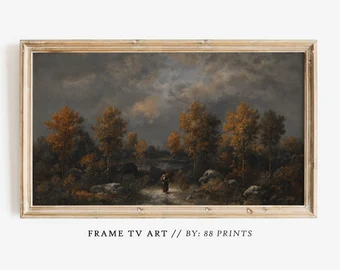 FRAME TV ART // BY: 88 PRINTS